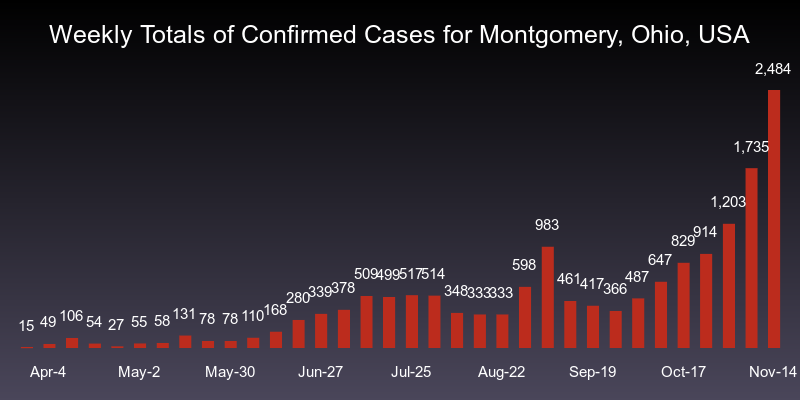 Weekly Totals of Confirmed Cases for Montgomery, Ohio, USA
15 49 106 54 27 55 58 131 78 78 110 168 280 339 378 509 499 517 514 348 333 333 598 983 461 417 366 487 647 829 914 1,203 1,735 2,484
Apr-4 May-2 May-30 Jun-27 Jul-25 Aug-22 Sep-19 Oct-17 Nov-14